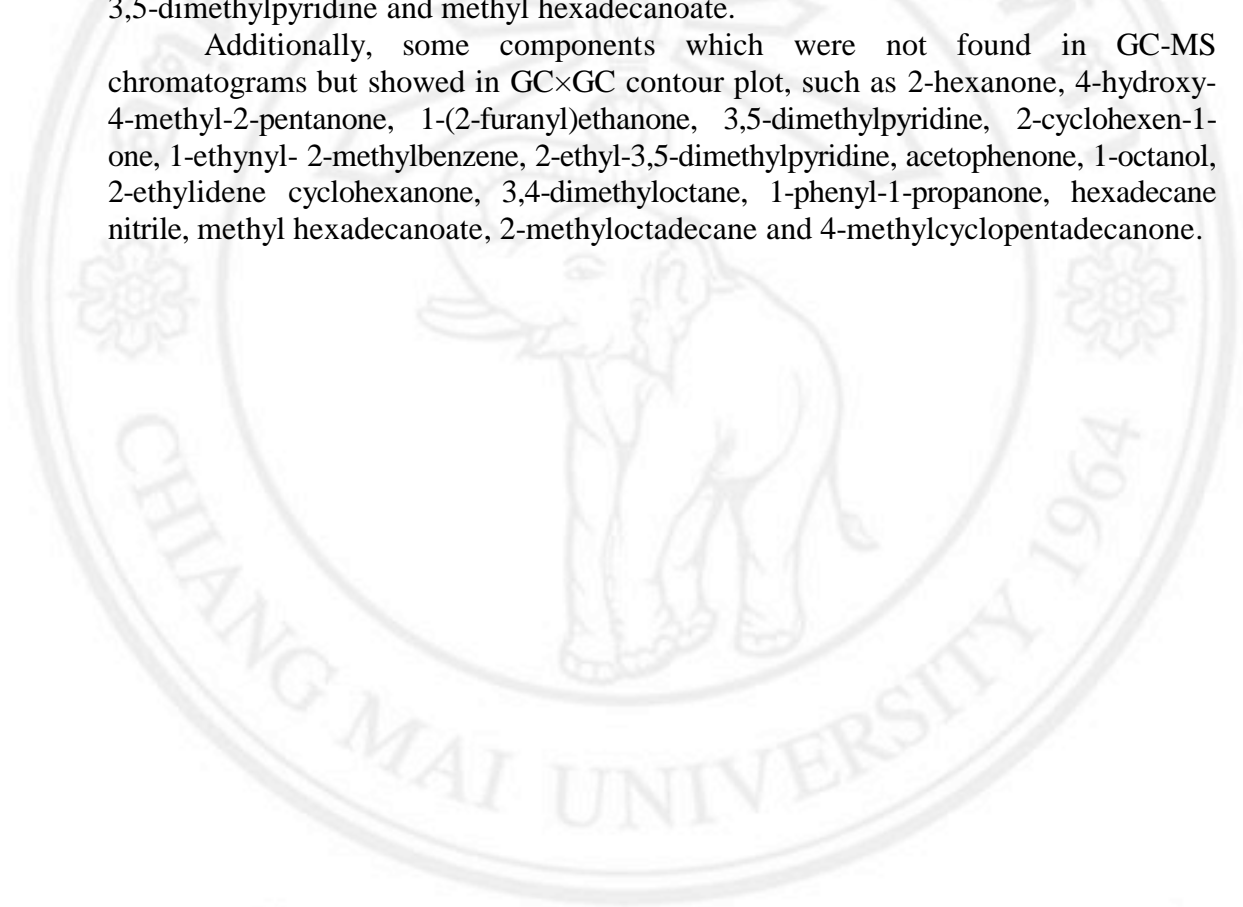 3,5-dimethylpyridine and methyl hexadecanoate.
Additionally, some components which were not found in GC-MS
chromatograms but showed in GC×GC contour plot, such as 2-hexanone, 4-hydroxy-
4-methyl-2-pentanone, 1-(2-furanyl)ethanone, 3,5-dimethylpyridine, 2-cyclohexen-1-
one, 1-ethynyl- 2-methylbenzene, 2-ethyl-3,5-dimethylpyridine, acetophenone, 1-octanol,
2-ethylidene cyclohexanone, 3,4-dimethyloctane, 1-phenyl-1-propanone, hexadecane
nitrile, methyl hexadecanoate, 2-methyloctadecane and 4-methylcyclopentadecanone.
CHIANG MAI UNIVERSITY 1964